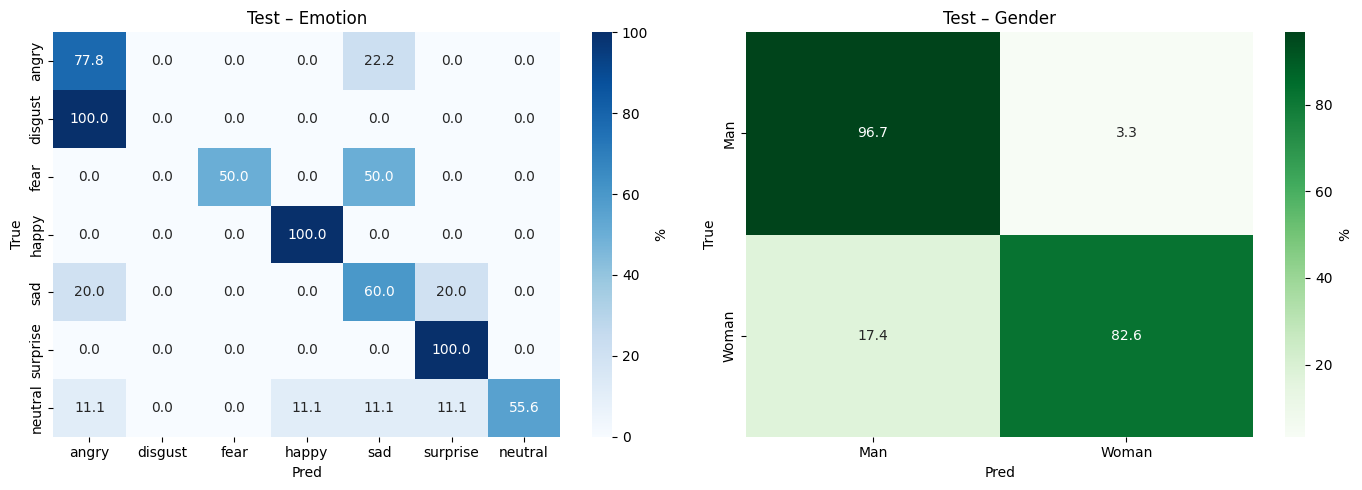 Test – Emotion
angry 77.8 0.0 0.0 0.0 22.2 0.0 0.0
disgust 100.0 0.0 0.0 0.0 0.0 0.0 0.0
fear 0.0 0.0 50.0 0.0 50.0 0.0 0.0
happy 0.0 0.0 0.0 100.0 0.0 0.0 0.0
sad 20.0 0.0 0.0 0.0 60.0 20.0 0.0
surprise 0.0 0.0 0.0 0.0 0.0 100.0 0.0
neutral 11.1 0.0 0.0 11.1 11.1 11.1 55.6
angry disgust fear happy sad surprise neutral
True
Pred
100
80
60
40
20
0
%
Test – Gender
Man 96.7 3.3
Woman 17.4 82.6
Man Woman
True
Pred
80
60
40
20
%